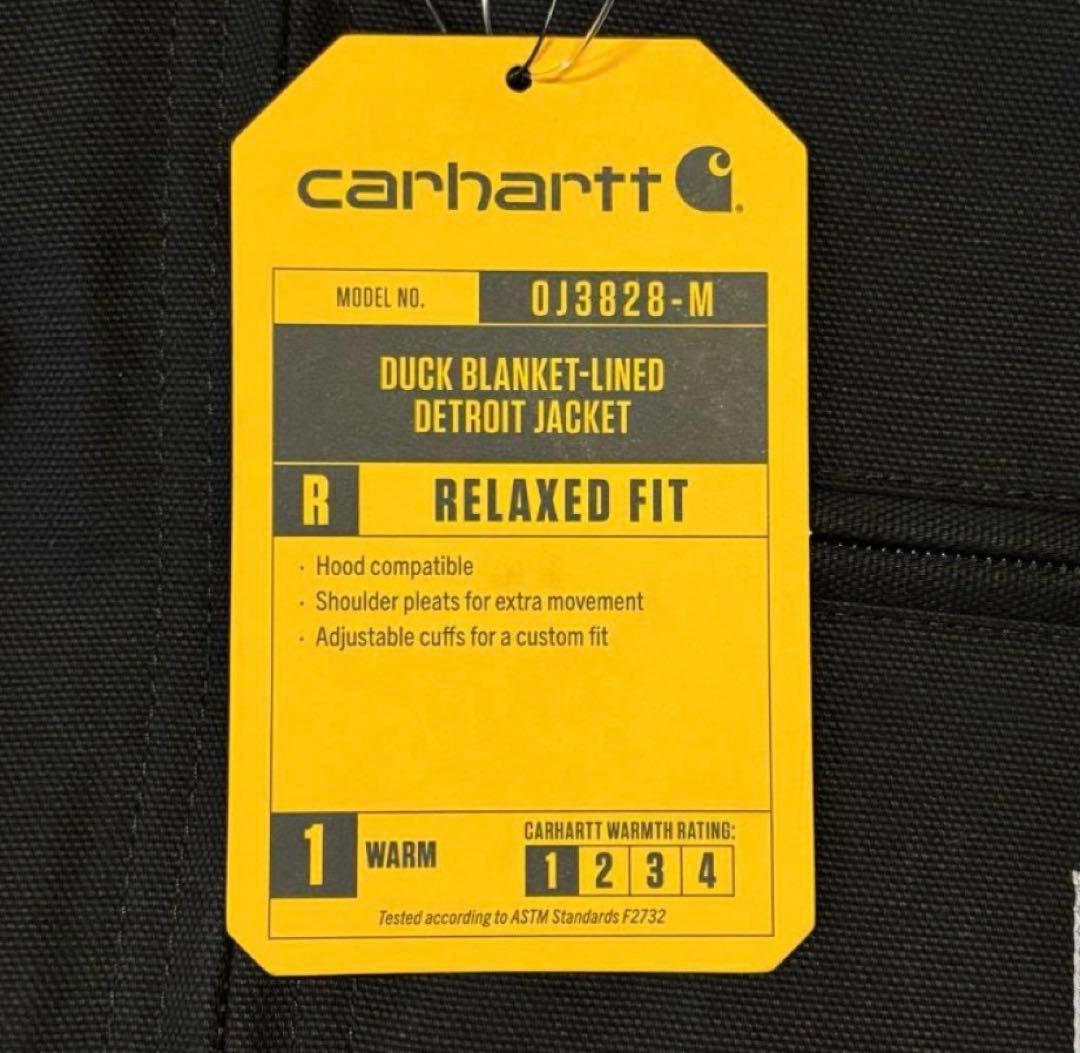 carhartt
MODEL NO. OJ3828-M
DUCK BLANKET-LINED
DETROIT JACKET
R RELAXED FIT
· Hood compatible
· Shoulder pleats for extra movement
· Adjustable cuffs for a custom fit
1 WARM
CARHARTT WARMTH RATING:
1 2 3 4
Tested according to ASTM Standards F2732